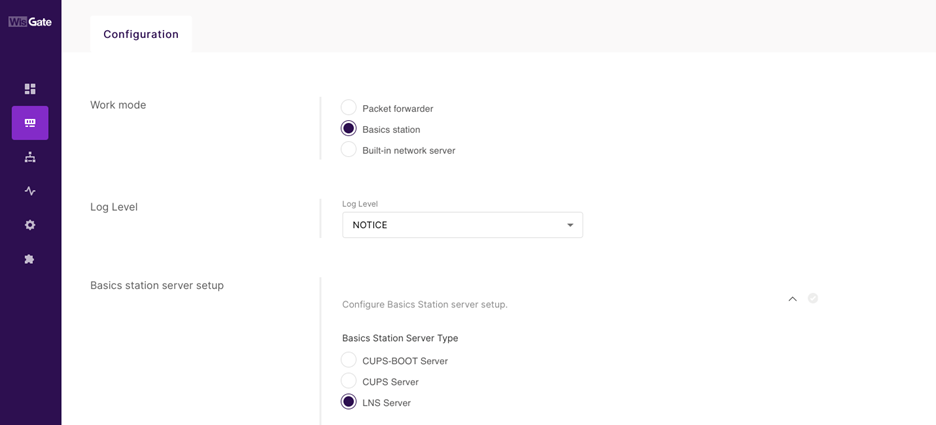 WisGate
Configuration
Work mode
Packet forwarder
Basics station
Built-in network server
Log Level
Log Level
NOTICE
Basics station server setup
Configure Basics Station server setup.
Basics Station Server Type
CUPS-BOOT Server
CUPS Server
LNS Server